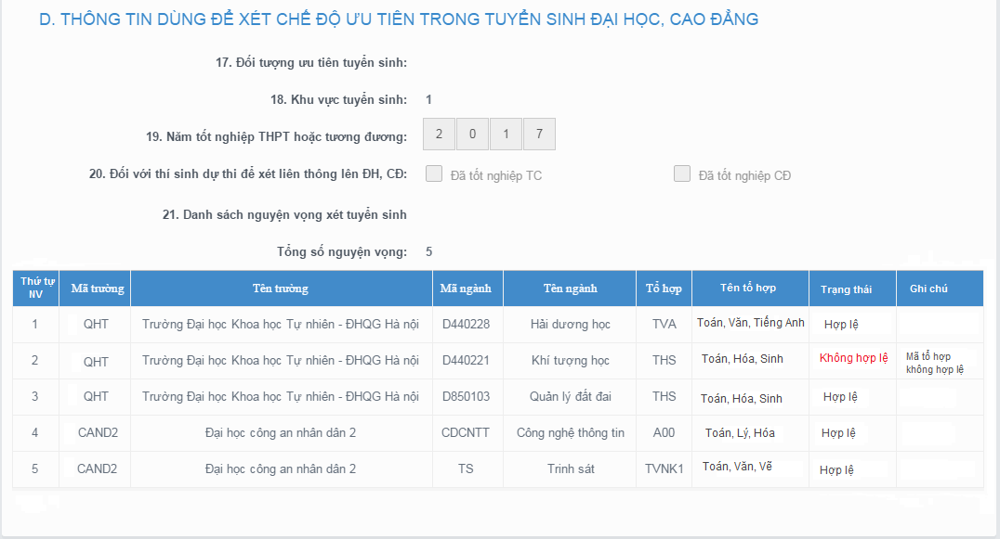 D. THÔNG TIN DÙNG ĐỂ XÉT CHẾ ĐỘ ƯU TIÊN TRONG TUYỂN SINH ĐẠI HỌC, CAO ĐẲNG
17. Đối tượng ưu tiên tuyển sinh:
18. Khu vực tuyển sinh: 1
19. Năm tốt nghiệp THPT hoặc tương đương: 2 0 1 7
20. Đối với thí sinh dự thi để xét liên thông lên ĐH, CĐ: Đã tốt nghiệp TC Đã tốt nghiệp CĐ
21. Danh sách nguyện vọng xét tuyển sinh
Tổng số nguyện vọng: 5
Thứ tự NV Mã trường Tên trường Mã ngành Tên ngành Tổ hợp Tên tổ hợp Trạng thái Ghi chú
1 QHT Trường Đại học Khoa học Tự nhiên - ĐHQG Hà nội D440228 Hải dương học TVA Toán, Văn, Tiếng Anh Hợp lệ
2 QHT Trường Đại học Khoa học Tự nhiên - ĐHQG Hà nội D440221 Khí tượng học THS Toán, Hóa, Sinh Không hợp lệ Mã tổ hợp không hợp lệ
3 QHT Trường Đại học Khoa học Tự nhiên - ĐHQG Hà nội D850103 Quản lý đất đai THS Toán, Hóa, Sinh Hợp lệ
4 CAND2 Đại học công an nhân dân 2 CDCNTT Công nghệ thông tin A00 Toán, Lý, Hóa Hợp lệ
5 CAND2 Đại học công an nhân dân 2 TS Trinh sát TVNK1 Toán, Văn, Vẽ Hợp lệ